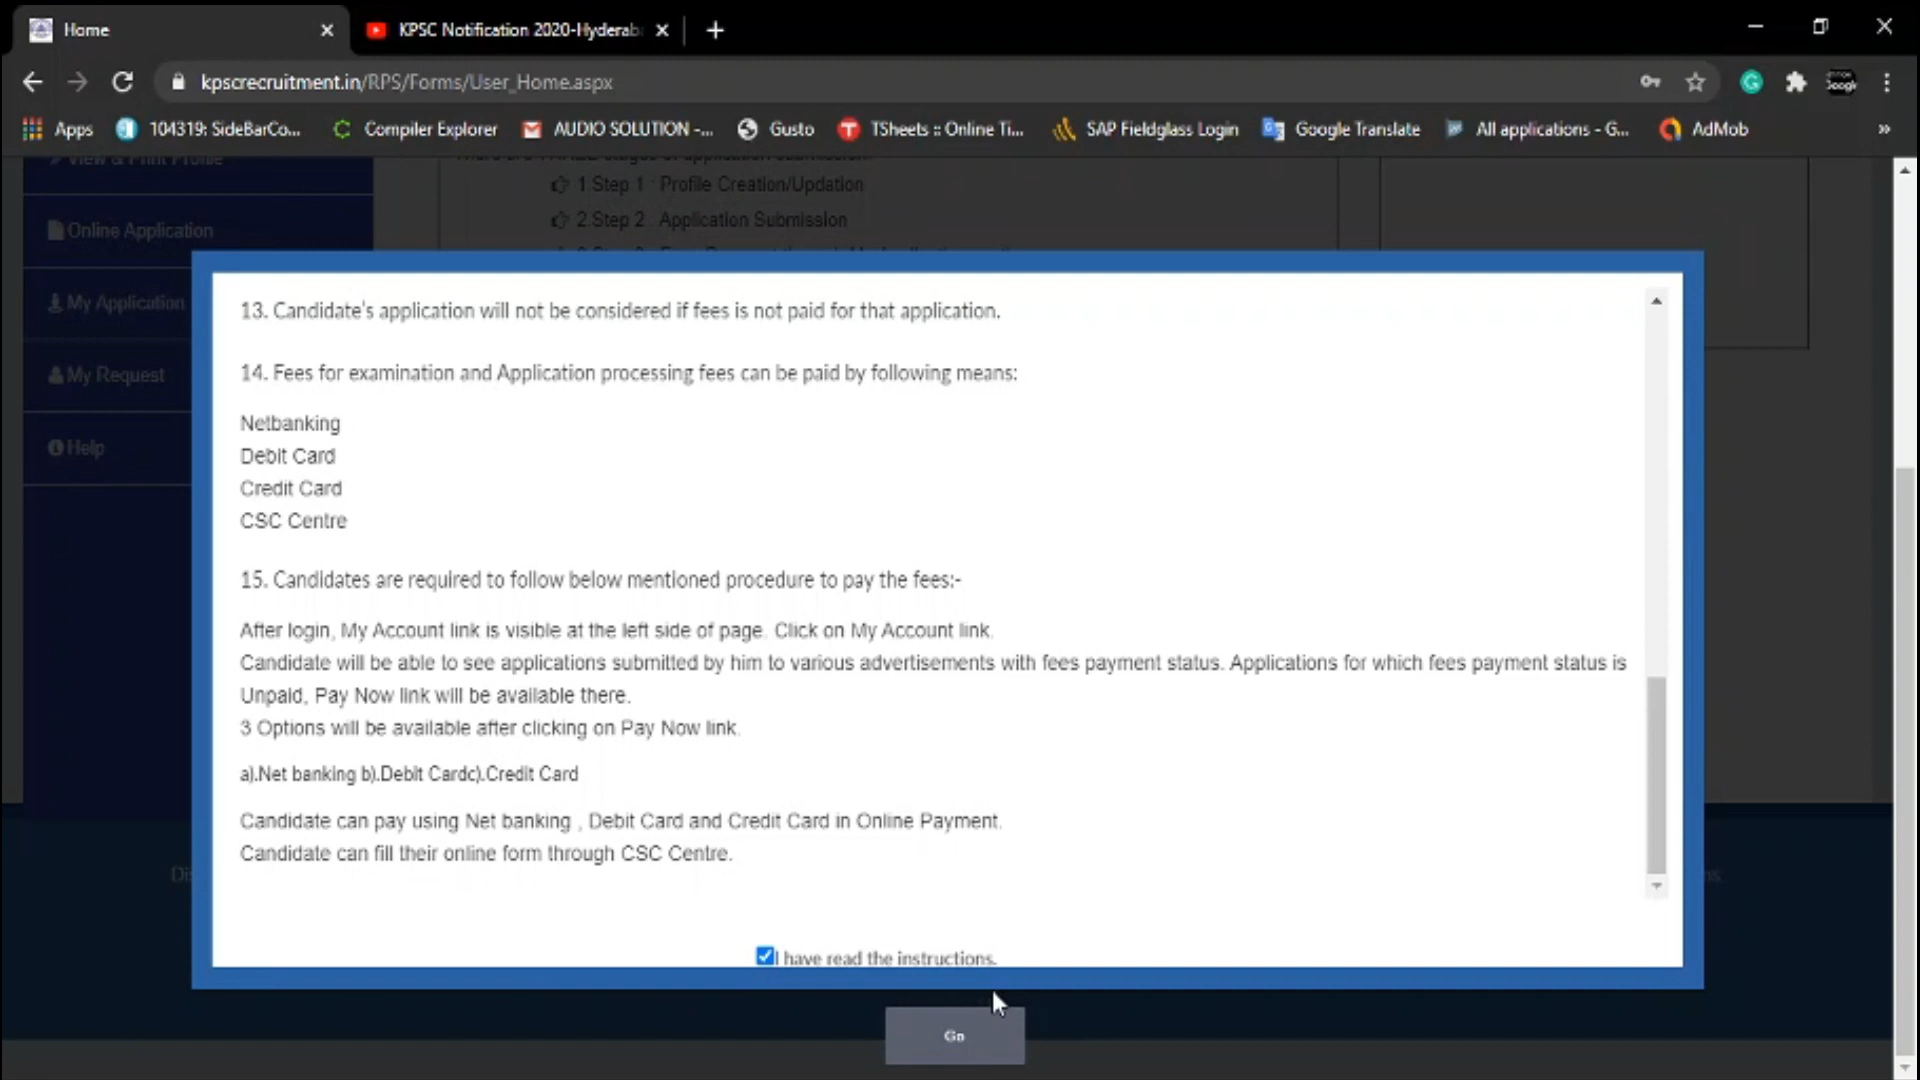 Home
KPSC Notification 2020-Hyderab
kpscrecruitment.in/RPS/Forms/User_Home.aspx
Apps
104319: SideBarCo...
Compiler Explorer
AUDIO SOLUTION -...
Gusto
TSheets :: Online Ti...
SAP Fieldglass Login
Google Translate
All applications - G...
AdMob
View & Print Profile
1 Step 1 : Profile Creation/Updation
2 Step 2 : Application Submission
Online Application
My Application
My Request
Help
13. Candidate's application will not be considered if fees is not paid for that application.
14. Fees for examination and Application processing fees can be paid by following means:
Netbanking
Debit Card
Credit Card
CSC Centre
15. Candidates are required to follow below mentioned procedure to pay the fees:-
After login, My Account link is visible at the left side of page. Click on My Account link.
Candidate will be able to see applications submitted by him to various advertisements with fees payment status. Applications for which fees payment status is
Unpaid, Pay Now link will be available there.
3 Options will be available after clicking on Pay Now link.
a).Net banking b).Debit Cardc).Credit Card
Candidate can pay using Net banking , Debit Card and Credit Card in Online Payment.
Candidate can fill their online form through CSC Centre.
I have read the instructions.
Go